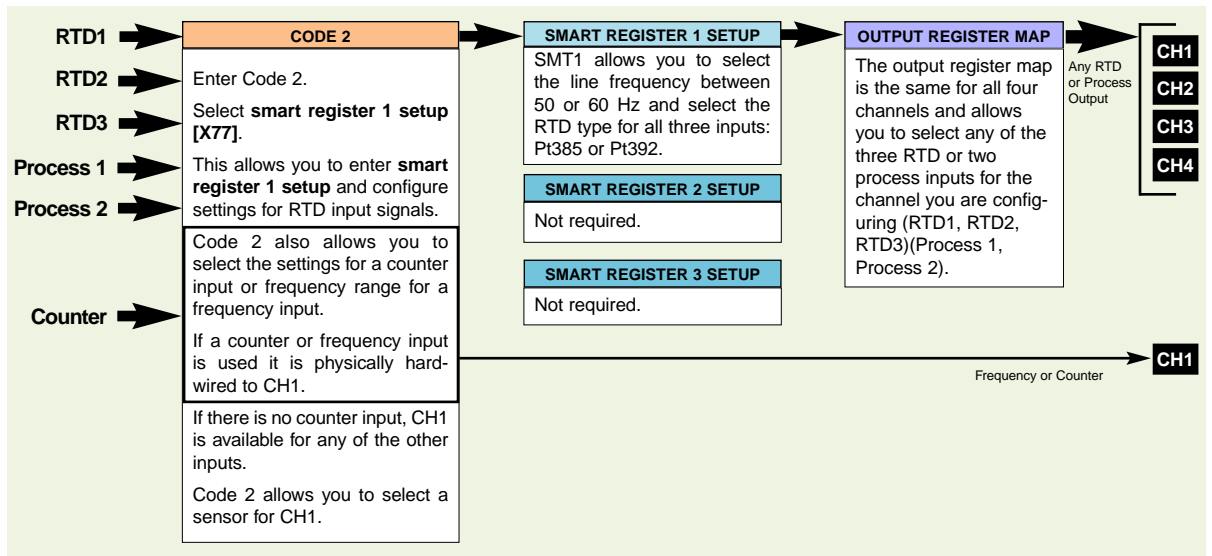 RTD1
RTD2
RTD3
Process 1
Process 2
Counter
CODE 2
Enter Code 2.
Select smart register 1 setup
[X77].
This allows you to enter smart
register 1 setup and configure
settings for RTD input signals.
Code 2 also allows you to
select the settings for a counter
input or frequency range for a
frequency input.
If a counter or frequency input
is used it is physically hard-
wired to CH1.
If there is no counter input, CH1
is available for any of the other
inputs.
Code 2 allows you to select a
sensor for CH1.
SMART REGISTER 1 SETUP
SMT1 allows you to select
the line frequency between
50 or 60 Hz and select the
RTD type for all three inputs:
Pt385 or Pt392.
SMART REGISTER 2 SETUP
Not required.
SMART REGISTER 3 SETUP
Not required.
OUTPUT REGISTER MAP
The output register map
is the same for all four
channels and allows
you to select any of the
three RTD or two
process inputs for the
channel you are config-
uring (RTD1, RTD2,
RTD3)(Process 1,
Process 2).
Any RTD
or Process
Output
CH1
CH2
CH3
CH4
Frequency or Counter
CH1